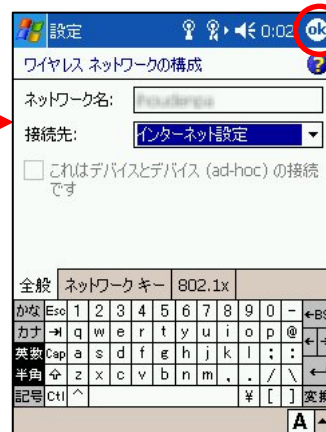 設定 0:02 ok
ワイヤレス ネットワークの構成 ?
ネットワーク名:
接続先: インターネット設定
これはデバイスとデバイス (ad-hoc) の接続
です
全般 ネットワーク キー 802.1x
かな Esc 1 2 3 4 5 6 7 8 9 0 - ←BS
カナ →| q w e r t y u i o p @
英数 Cap a s d f g h j k l ; :
半角 z x c v b n m , . / \ ←
記号 Ctl ^ ¥ [ ] 変換
A